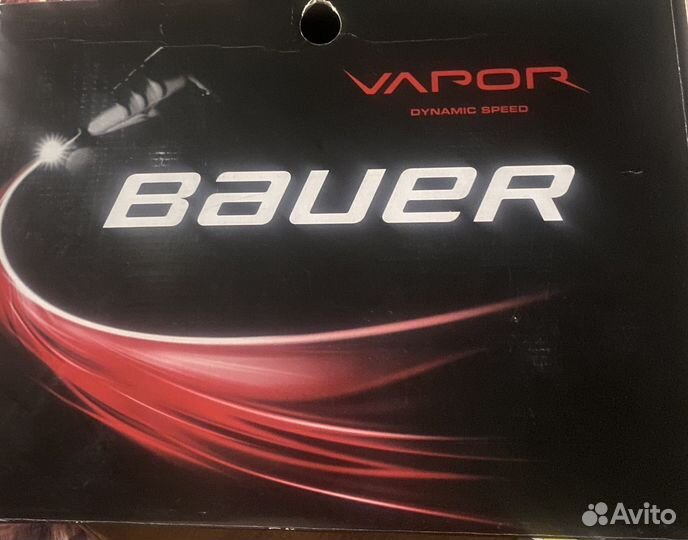 VAPOR
DYNAMIC SPEED
BAUER
Avito